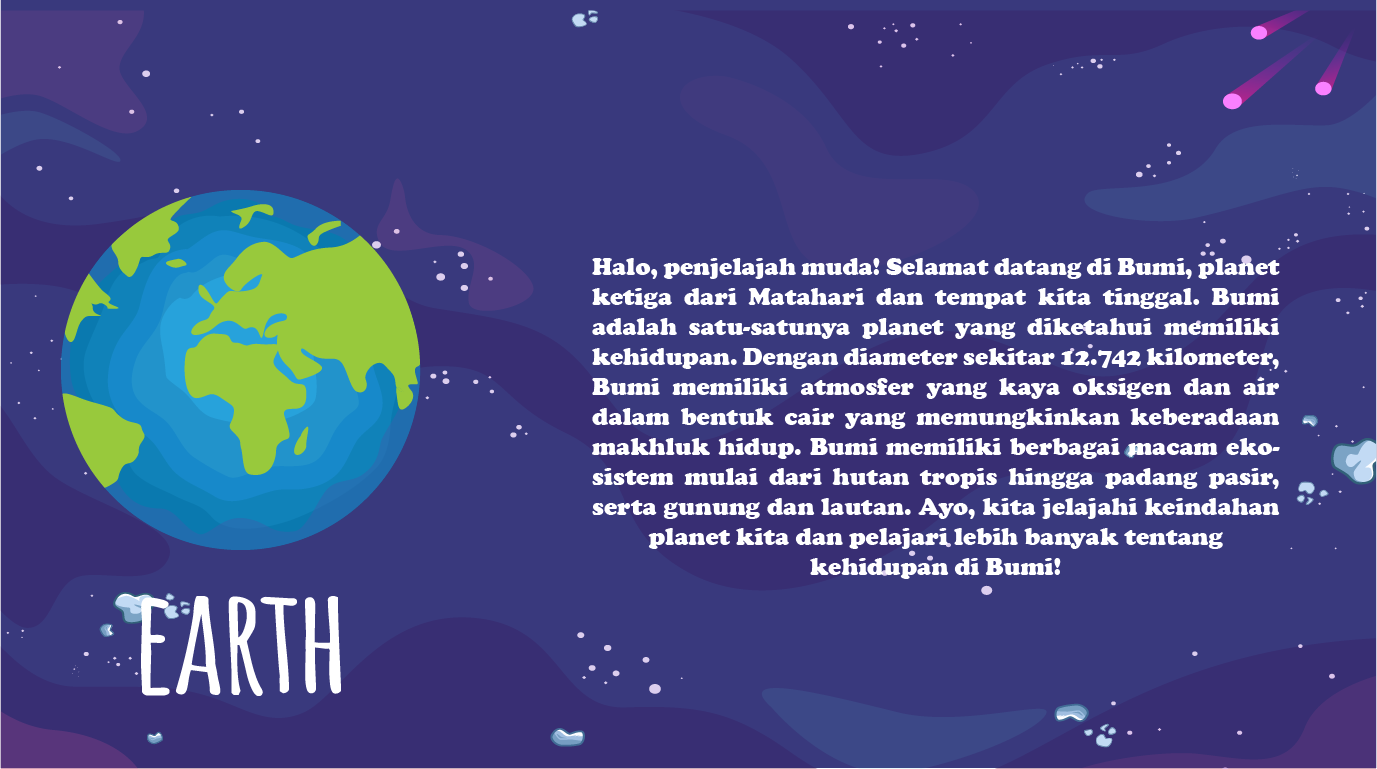 Halo, penjelajah muda! Selamat datang di Bumi, planet
ketiga dari Matahari dan tempat kita tinggal. Bumi
adalah satu-satunya planet yang diketahui memiliki
kehidupan. Dengan diameter sekitar 12.742 kilometer,
Bumi memiliki atmosfer yang kaya oksigen dan air
dalam bentuk cair yang memungkinkan keberadaan
makhluk hidup. Bumi memiliki berbagai macam eko-
sistem mulai dari hutan tropis hingga padang pasir,
serta gunung dan lautan. Ayo, kita jelajahi keindahan
planet kita dan pelajari lebih banyak tentang
kehidupan di Bumi!
EARTH